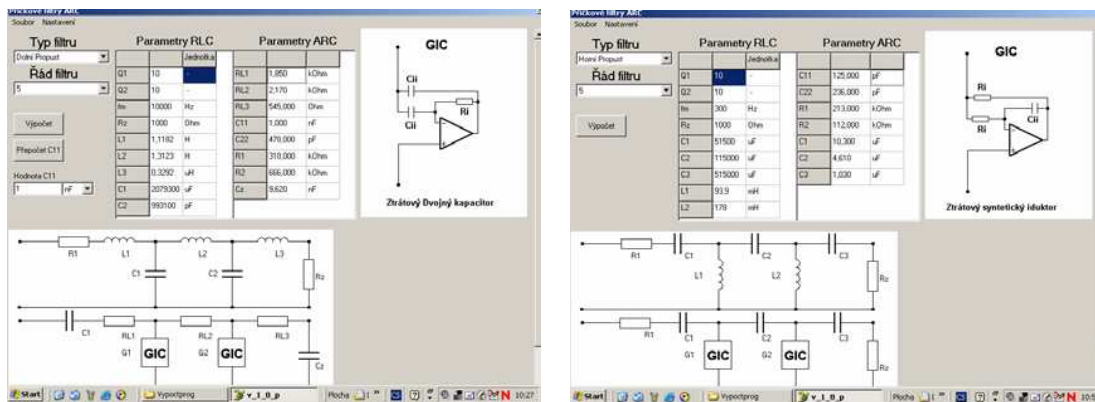 Příčkové filtry ARC
Soubor Nastavení
Typ filtru
Dolní Propust
Řád filtru
5
Výpočet
Přepočet C11
Hodnota C11
1 nF
Parametry RLC
Jednotka
Q1 10 -
Q2 10 -
fm 10000 Hz
Rz 1000 Ohm
L1 1,1182 H
L2 1,3123 H
L3 0,3292 uH
C1 2079300 uF
C2 993100 pF
Parametry ARC
RL1 1,850 kOhm
RL2 2,170 kOhm
RL3 545,000 Ohm
C11 1,000 nF
C22 470,000 pF
R1 318,000 kOhm
R2 666,000 kOhm
Cz 9,620 nF
GIC
Cii
Ri
Cii
Ztrátový Dvojný kapacitor
R1 L1 L2 L3
C1 C2 Rz
C1 RL1 RL2 RL3
G1 GIC G2 GIC Cz
Start Vypoctprog v_1_0_p Plocha 10:27
Příčkové filtry ARC
Soubor Nastavení
Typ filtru
Horní Propust
Řád filtru
5
Výpočet
Parametry RLC
Jednotka
Q1 10 -
Q2 10 -
fm 300 Hz
Rz 1000 Ohm
C1 51500 uF
C2 115000 uF
C3 515000 uF
L1 93.9 mH
L2 178 mH
Parametry ARC
C11 125,000 pF
C22 236,000 pF
R1 213,000 kOhm
R2 112,000 kOhm
C1 10,300 uF
C2 4,610 uF
C3 1,030 uF
GIC
Ri
Cii
Ri
Ztrátový syntetický iduktor
R1 C1 C2 C3
L1 L2 Rz
R1 C1 C2 C3
G1 GIC G2 GIC Rz
Start Vypoctprog v_1_0_p Plocha